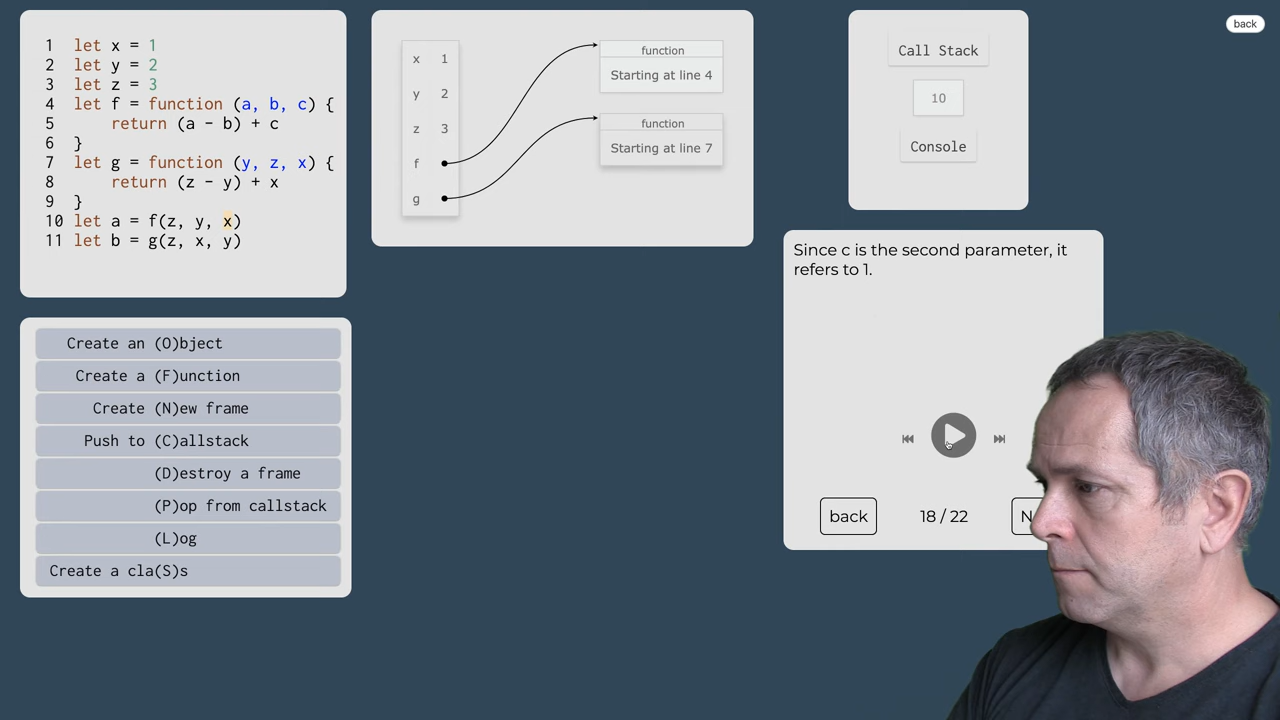 back
1 let x = 1
2 let y = 2
3 let z = 3
4 let f = function (a, b, c) {
5 return (a - b) + c
6 }
7 let g = function (y, z, x) {
8 return (z - y) + x
9 }
10 let a = f(z, y, x)
11 let b = g(z, x, y)
x 1
y 2
z 3
f
g
function
Starting at line 4
function
Starting at line 7
Call Stack
10
Console
Since c is the second parameter, it
refers to 1.
back
18 / 22
Create an (O)bject
Create a (F)unction
Create (N)ew frame
Push to (C)allstack
(D)estroy a frame
(P)op from callstack
(L)og
Create a cla(S)s